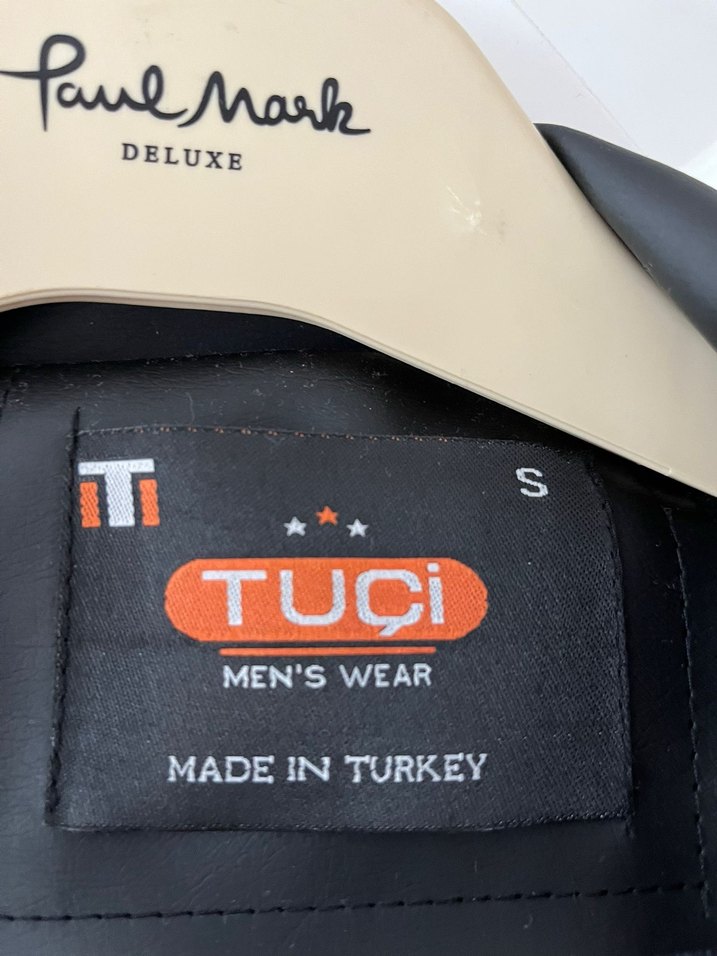 Paul Mark
DELUXE
S
TUÇi
MEN'S WEAR
MADE IN TURKEY